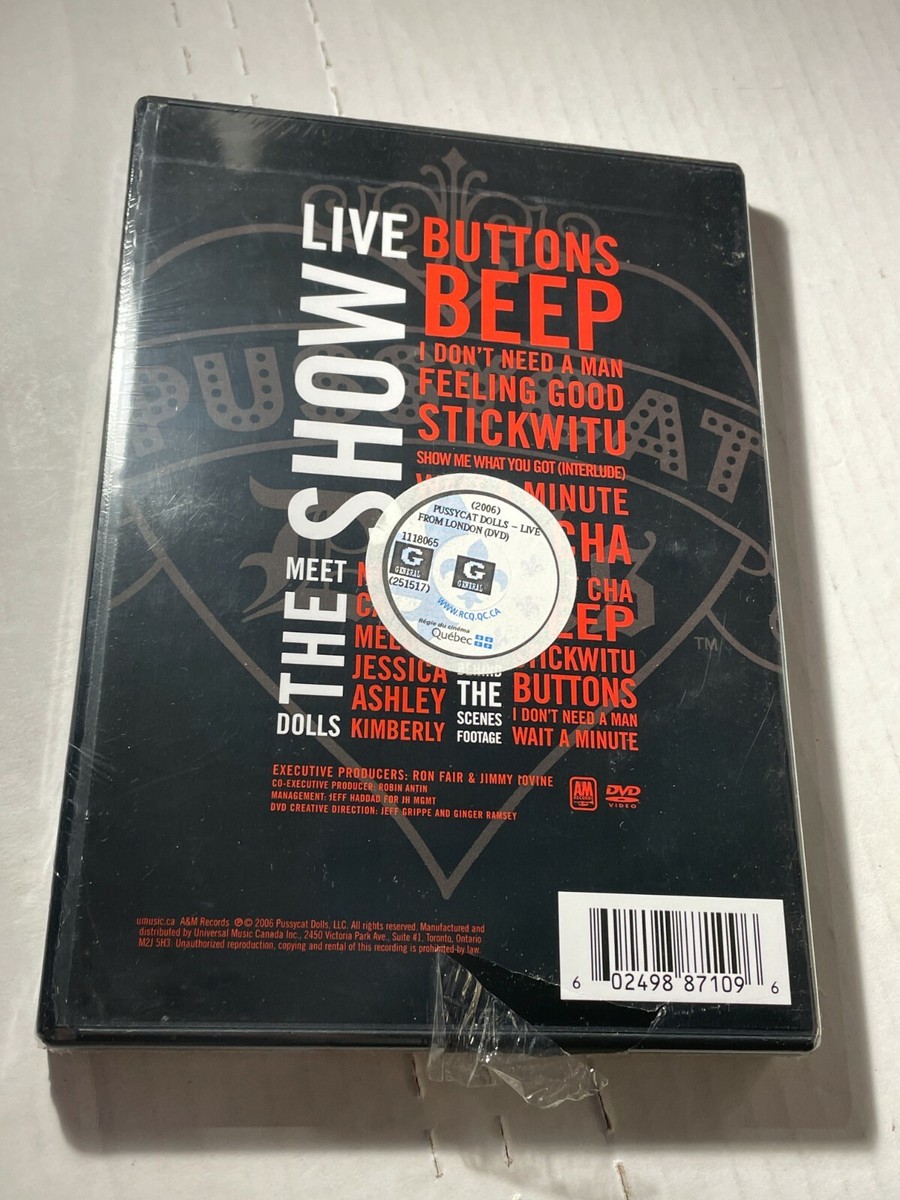 LIVE
THE SHOW
BUTTONS
BEEP
I DON'T NEED A MAN
FEELING GOOD
STICKWITU
SHOW ME WHAT YOU GOT (INTERLUDE)
MINUTE
CHA
CHA
STICKWITU
BUTTONS
I DON'T NEED A MAN
WAIT A MINUTE
MEET
DOLLS
JESSICA
ASHLEY
KIMBERLY
BEHIND
THE
SCENES
FOOTAGE
(2006)
PUSSYCAT DOLLS – LIVE
FROM LONDON (DVD)
1118065
G
GENERAL
G
GENERAL
(251517)
WWW.RCQ.QC.CA
Régie du cinéma
Québec
PUSSYCAT
TM
EXECUTIVE PRODUCERS: RON FAIR & JIMMY IOVINE
CO-EXECUTIVE PRODUCER: ROBIN ANTIN
MANAGEMENT: JEFF HADDAD FOR JH MGMT
DVD CREATIVE DIRECTION: JEFF GRIPPE AND GINGER RAMSEY
AM
RECORDS
DVD
VIDEO
umusic.ca A&M Records ℗© 2006 Pussycat Dolls, LLC. All rights reserved. Manufactured and
distributed by Universal Music Canada Inc., 2450 Victoria Park Ave., Suite #1, Toronto, Ontario
M2J 5H3. Unauthorized reproduction, copying and rental of this recording is prohibited by law.
6 02498 87109 6